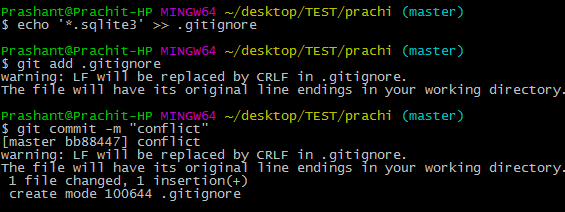 Prashant@Prachit-HP MINGW64 ~/desktop/TEST/prachi (master)
$ echo '*.sqlite3' >> .gitignore
Prashant@Prachit-HP MINGW64 ~/desktop/TEST/prachi (master)
$ git add .gitignore
warning: LF will be replaced by CRLF in .gitignore.
The file will have its original line endings in your working directory.
Prashant@Prachit-HP MINGW64 ~/desktop/TEST/prachi (master)
$ git commit -m "conflict"
[master bb88447] conflict
warning: LF will be replaced by CRLF in .gitignore.
The file will have its original line endings in your working directory.
1 file changed, 1 insertion(+)
create mode 100644 .gitignore